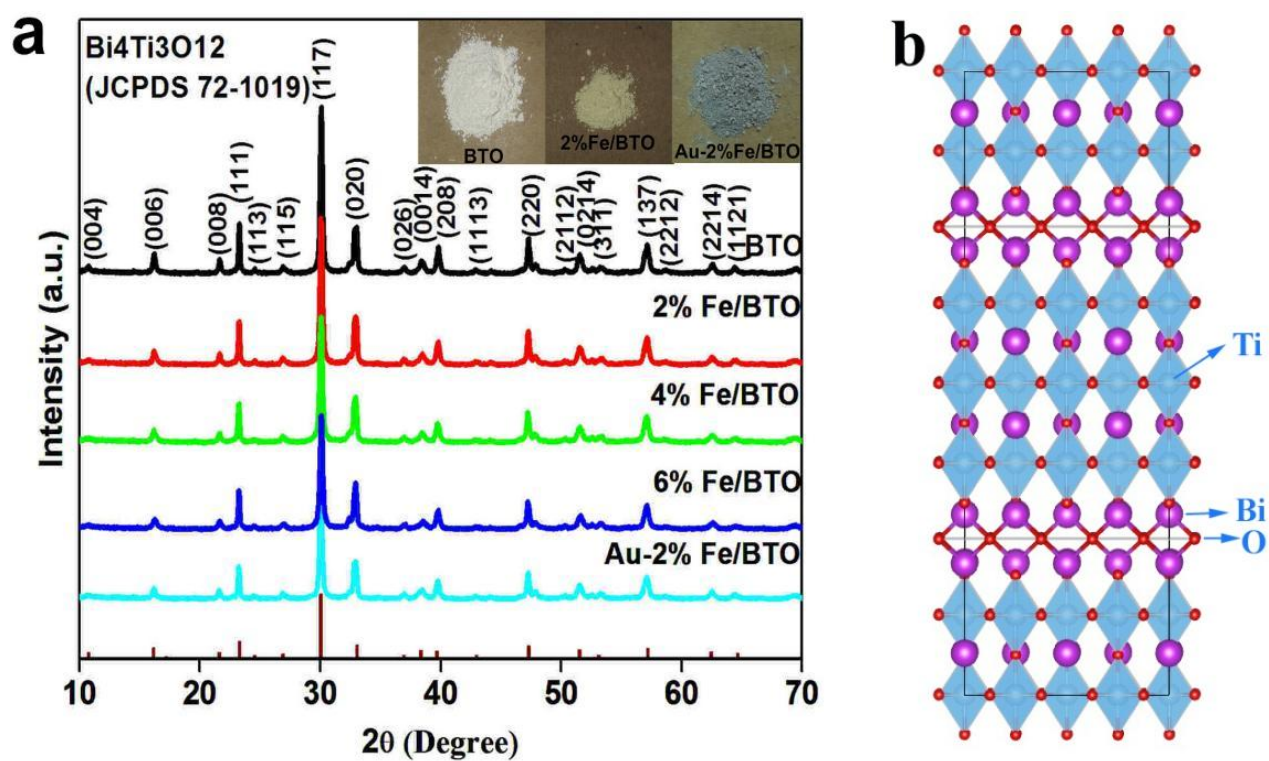 a
Bi4Ti3O12
(JCPDS 72-1019)
BTO
2%Fe/BTO
Au-2%Fe/BTO
(004)
(006)
(008)
(111)
(113)
(115)
(117)
(020)
(026)
(0014)
(208)
(1113)
(220)
(2112)
(0214)
(311)
(137)
(2212)
(2214)
(1121)
BTO
2% Fe/BTO
4% Fe/BTO
6% Fe/BTO
Au-2% Fe/BTO
Intensity (a.u.)
10 20 30 40 50 60 70
2θ (Degree)
b
Ti
Bi
O